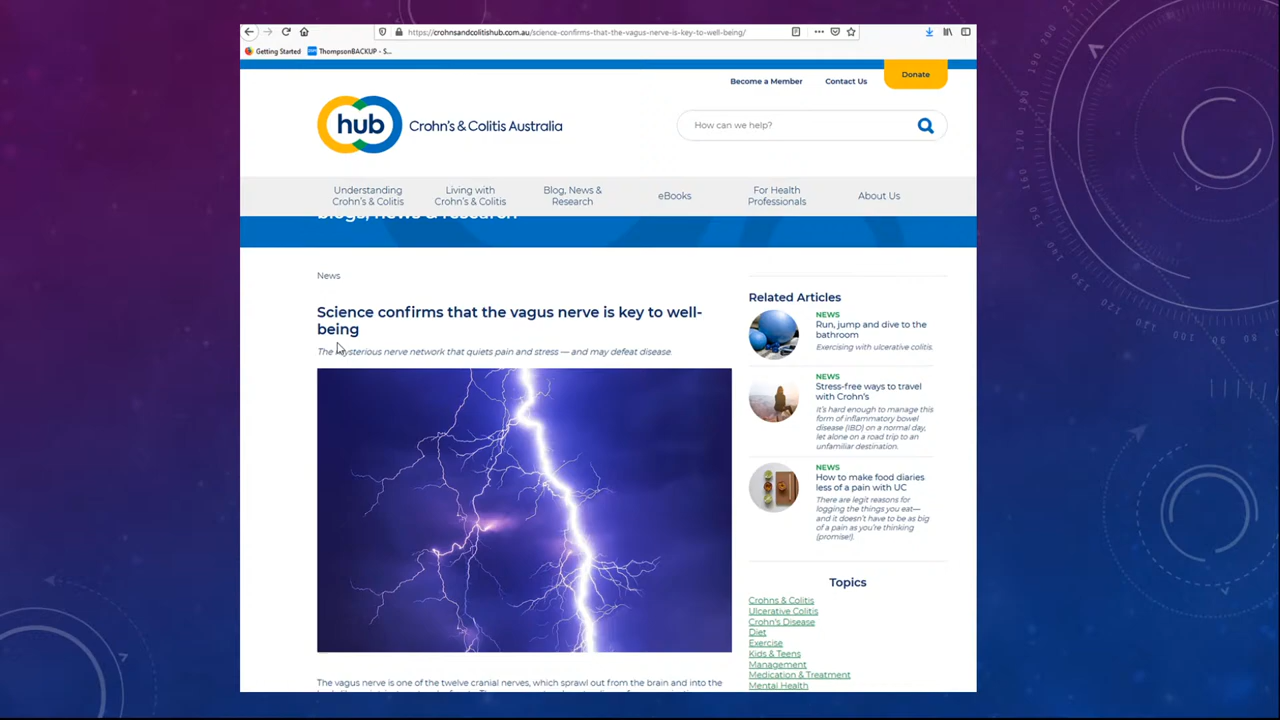 https://crohnsandcolitishub.com.au/science-confirms-that-the-vagus-nerve-is-key-to-well-being/
Getting Started
ThompsonBACKUP - S...
Become a Member
Contact Us
Donate
hub
Crohn's & Colitis Australia
How can we help?
Understanding
Crohn's & Colitis
Living with
Crohn's & Colitis
Blog, News &
Research
eBooks
For Health
Professionals
About Us
blogs, news & research
News
Science confirms that the vagus nerve is key to well-
being
The mysterious nerve network that quiets pain and stress — and may defeat disease.
The vagus nerve is one of the twelve cranial nerves, which sprawl out from the brain and into the
Related Articles
NEWS
Run, jump and dive to the
bathroom
Exercising with ulcerative colitis.
NEWS
Stress-free ways to travel
with Crohn's
It's hard enough to manage this
form of inflammatory bowel
disease (IBD) on a normal day,
let alone on a road trip to an
unfamiliar destination.
NEWS
How to make food diaries
less of a pain with UC
There are legit reasons for
logging the things you eat—
and it doesn't have to be as big
of a pain as you're thinking
(promise!).
Topics
Crohns & Colitis
Ulcerative Colitis
Crohn's Disease
Diet
Exercise
Kids & Teens
Management
Medication & Treatment
Mental Health